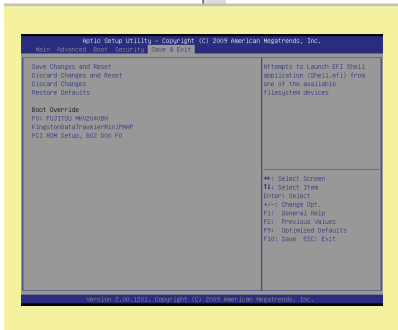 Aptio Setup Utility – Copyright (C) 2009 American Megatrends, Inc.
Main Advanced Boot Security Save & Exit
Save Changes and Reset
Discard Changes and Reset
Discard Changes
Restore Defaults
Boot Override
P0: FUJITSU MHV2040BH
KingstonDataTravelerMiniPMAP
PCI ROM Setup, B02 D00 F0
Attempts to Launch EFI Shell
application (Shell.efi) from
one of the available
filesystem devices
↔: Select Screen
↑↓: Select Item
Enter: Select
+/-: Change Opt.
F1: General Help
F2: Previous Values
F9: Optimized Defaults
F10: Save ESC: Exit
Version 2.00.1201. Copyright (C) 2009 American Megatrends, Inc.